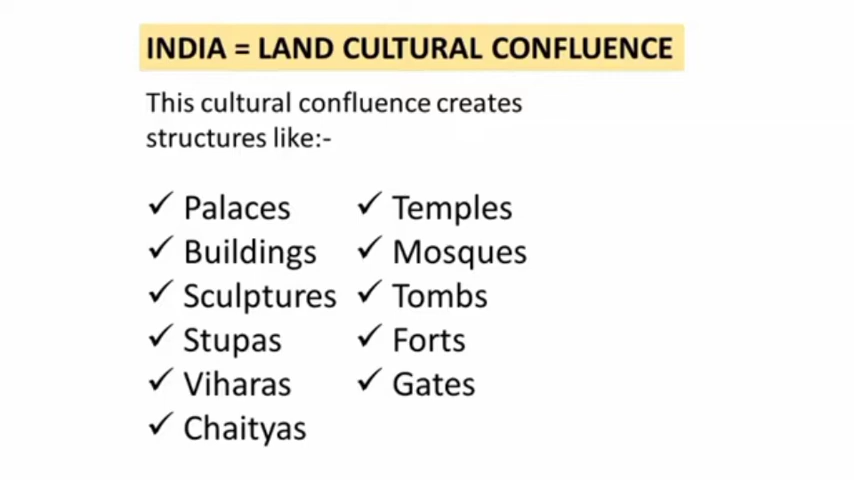 INDIA = LAND CULTURAL CONFLUENCE
This cultural confluence creates
structures like:-
✓ Palaces
✓ Buildings
✓ Sculptures
✓ Stupas
✓ Viharas
✓ Chaityas
✓ Temples
✓ Mosques
✓ Tombs
✓ Forts
✓ Gates